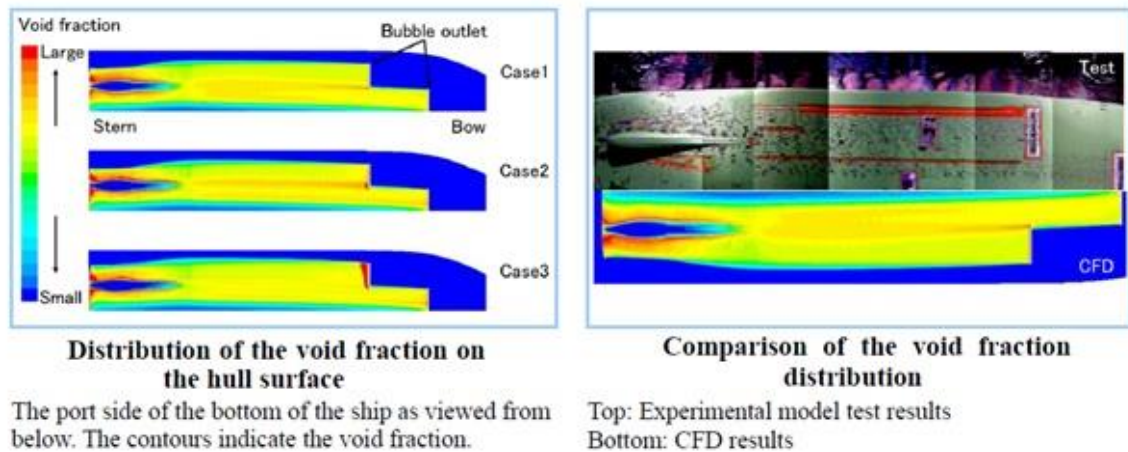 Void fraction
Large
Bubble outlet
Case1
Stern
Bow
Case2
Case3
Small
Distribution of the void fraction on
the hull surface
The port side of the bottom of the ship as viewed from
below. The contours indicate the void fraction.
Test
CFD
Comparison of the void fraction
distribution
Top: Experimental model test results
Bottom: CFD results